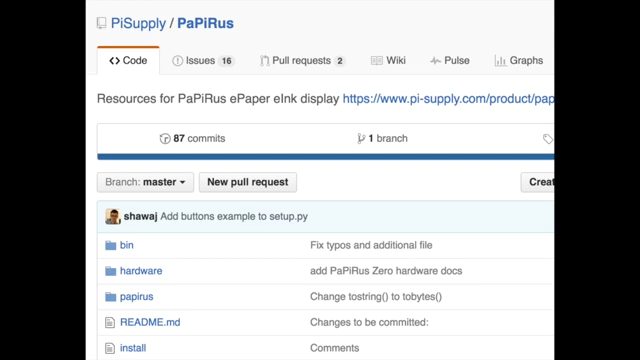 PiSupply / PaPiRus
Code Issues 16 Pull requests 2 Wiki Pulse Graphs
Resources for PaPiRus ePaper eInk display https://www.pi-supply.com/product/pap
87 commits 1 branch
Branch: master New pull request Creat
shawaj Add buttons example to setup.py
bin Fix typos and additional file
hardware add PaPiRus Zero hardware docs
papirus Change tostring() to tobytes()
README.md Changes to be committed:
install Comments